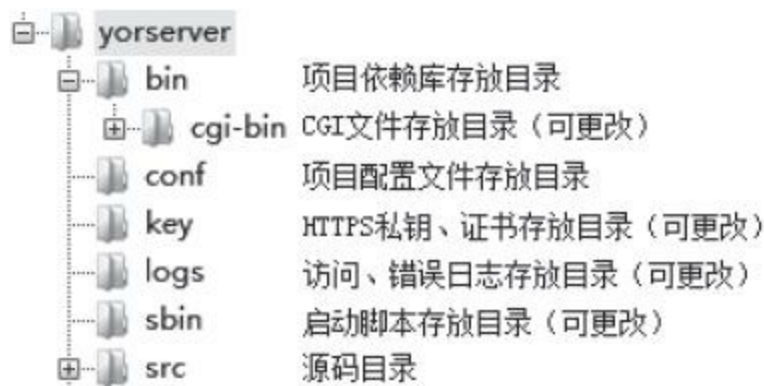 yorserver
bin 项目依赖库存放目录
cgi-bin CGI文件存放目录（可更改）
conf 项目配置文件存放目录
key HTTPS私钥、证书存放目录（可更改）
logs 访问、错误日志存放目录（可更改）
sbin 启动脚本存放目录（可更改）
src 源码目录